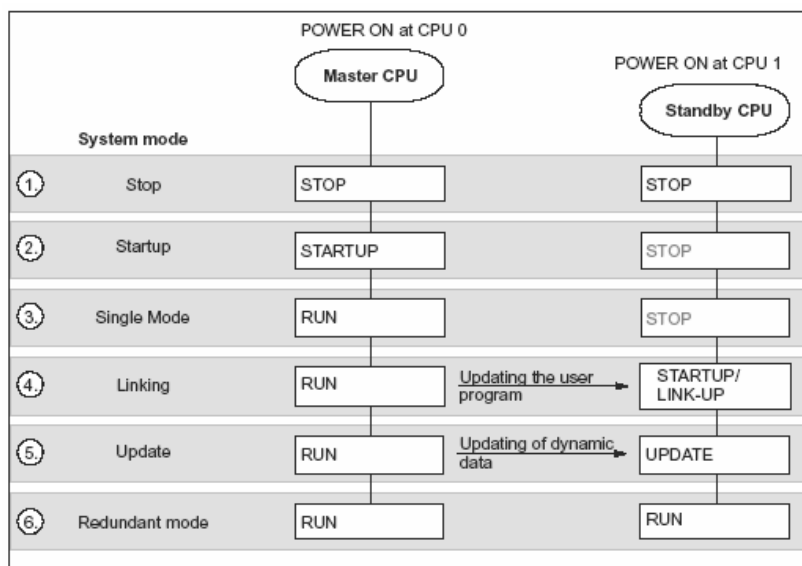 POWER ON at CPU 0
Master CPU
POWER ON at CPU 1
Standby CPU
System mode
1. Stop STOP STOP
2. Startup STARTUP STOP
3. Single Mode RUN STOP
4. Linking RUN Updating the user program STARTUP/ LINK-UP
5. Update RUN Updating of dynamic data UPDATE
6. Redundant mode RUN RUN